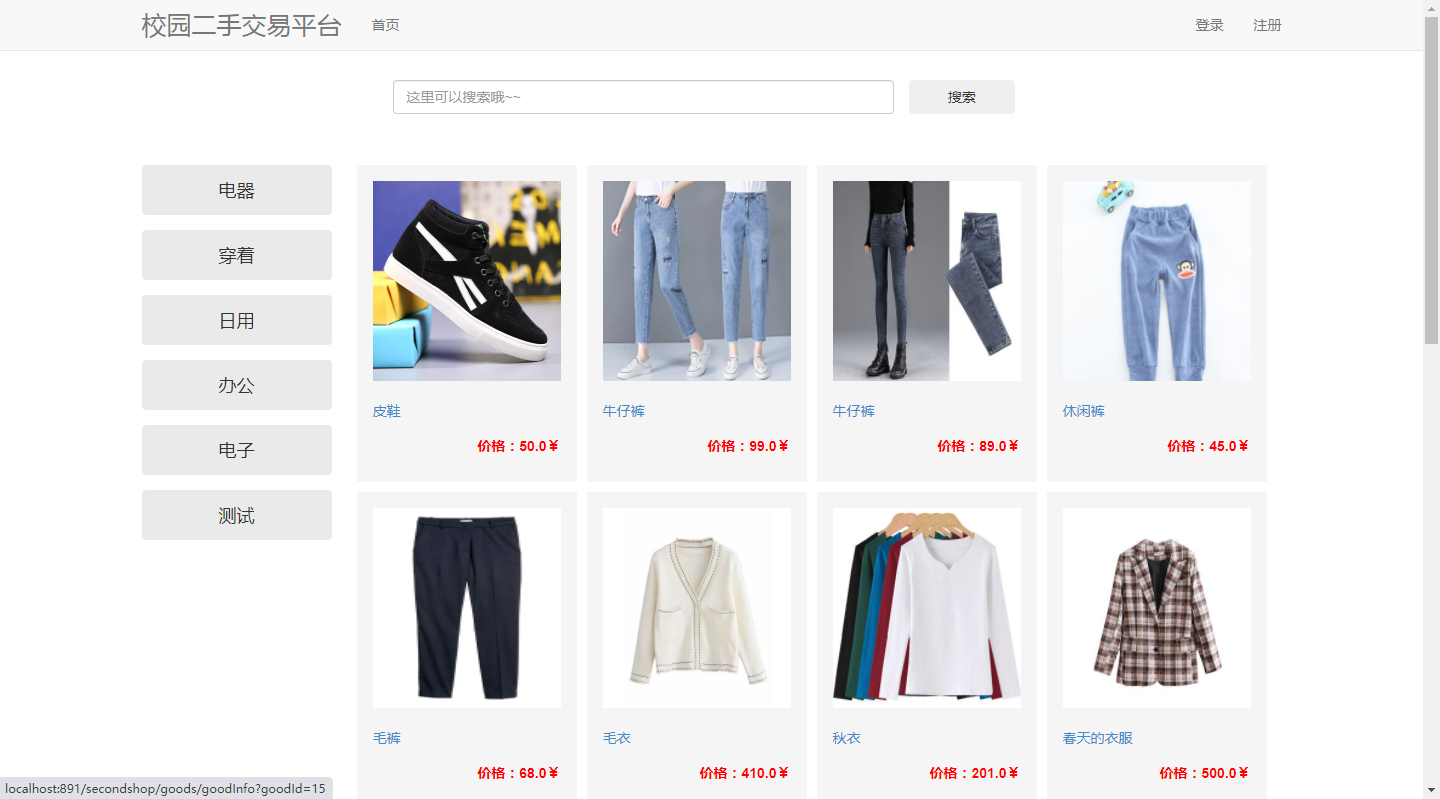 校园二手交易平台 首页 登录 注册
这里可以搜索哦~~ 搜索
电器
穿着
日用
办公
电子
测试
皮鞋 牛仔裤 牛仔裤 休闲裤
价格：50.0￥ 价格：99.0￥ 价格：89.0￥ 价格：45.0￥
毛裤 毛衣 秋衣 春天的衣服
价格：68.0￥ 价格：410.0￥ 价格：201.0￥ 价格：500.0￥
localhost:891/secondshop/goods/goodInfo?goodId=15